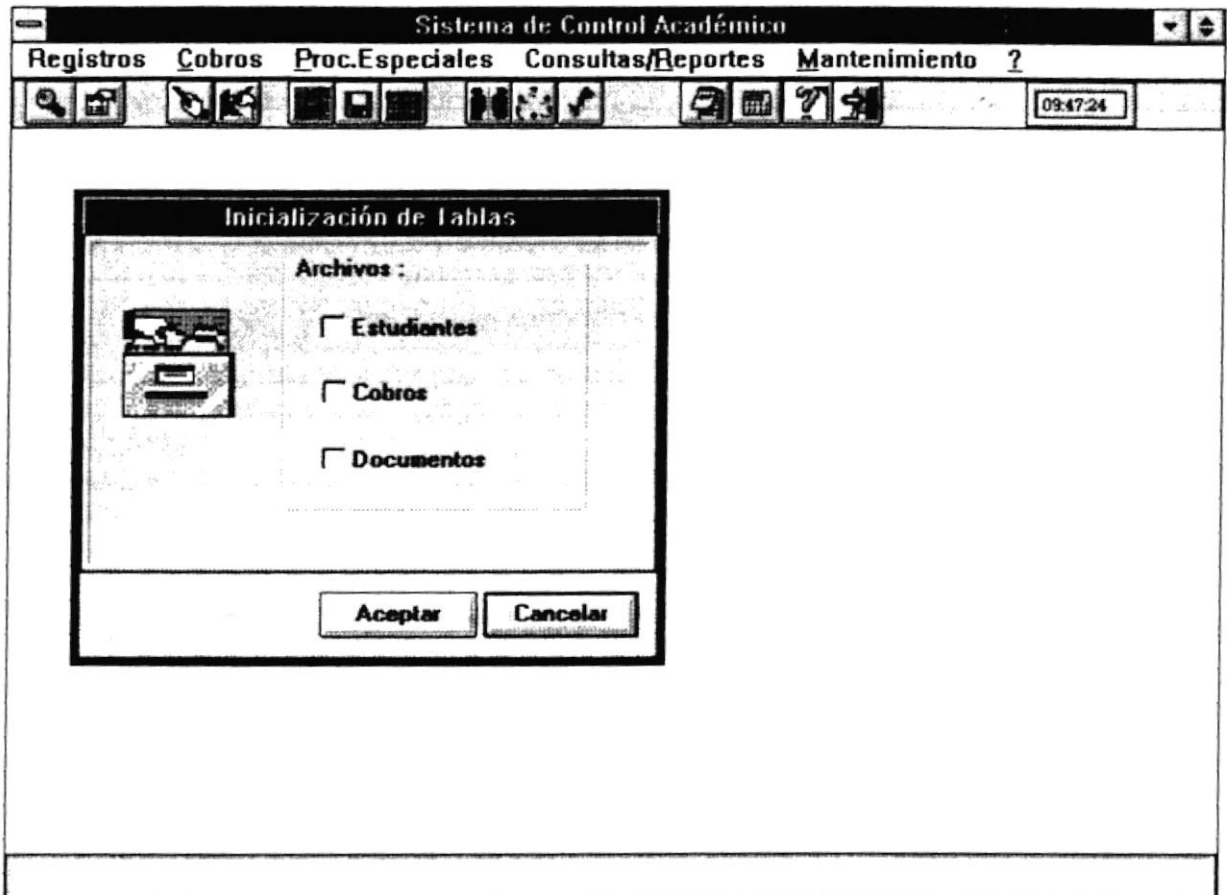 Sistema de Control Académico
Registros Cobros Proc.Especiales Consultas/Reportes Mantenimiento ?
09:47:24
Inicialización de Tablas
Archivos :
Estudiantes
Cobros
Documentos
Aceptar Cancelar